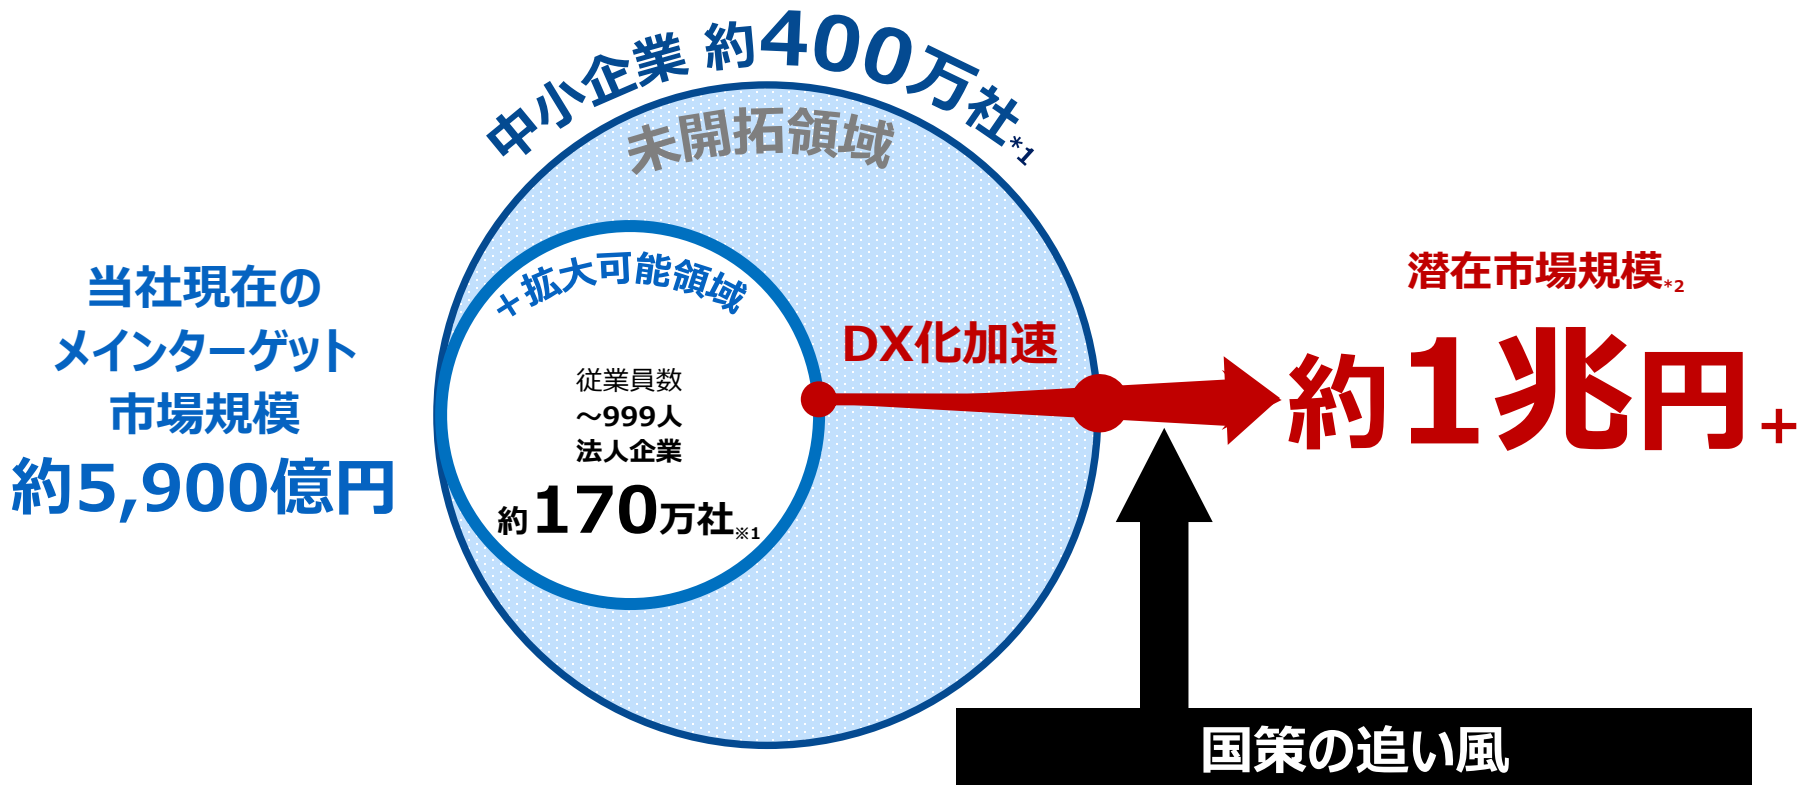 中小企業 約400万社*1
未開拓領域
当社現在の
メインターゲット
市場規模
約5,900億円
+拡大可能領域
従業員数
～999人
法人企業
約170万社※1
DX化加速
潜在市場規模*2
約1兆円+
国策の追い風